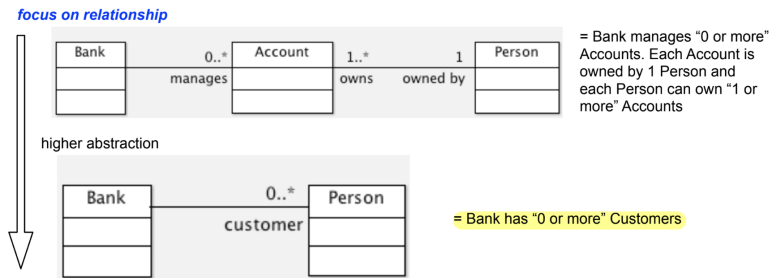 focus on relationship
Bank 0..* Account 1..* 1 Person
manages owns owned by
= Bank manages “0 or more”
Accounts. Each Account is
owned by 1 Person and
each Person can own “1 or
more” Accounts
higher abstraction
Bank 0..* Person
customer
= Bank has “0 or more” Customers